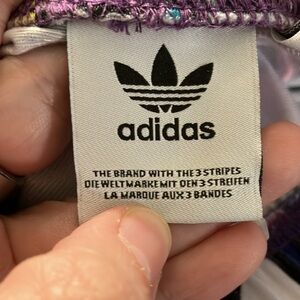 adidas
THE BRAND WITH THE 3 STRIPES
DIE WELTMARKE MIT DEN 3 STREIFEN
LA MARQUE AUX 3 BANDES